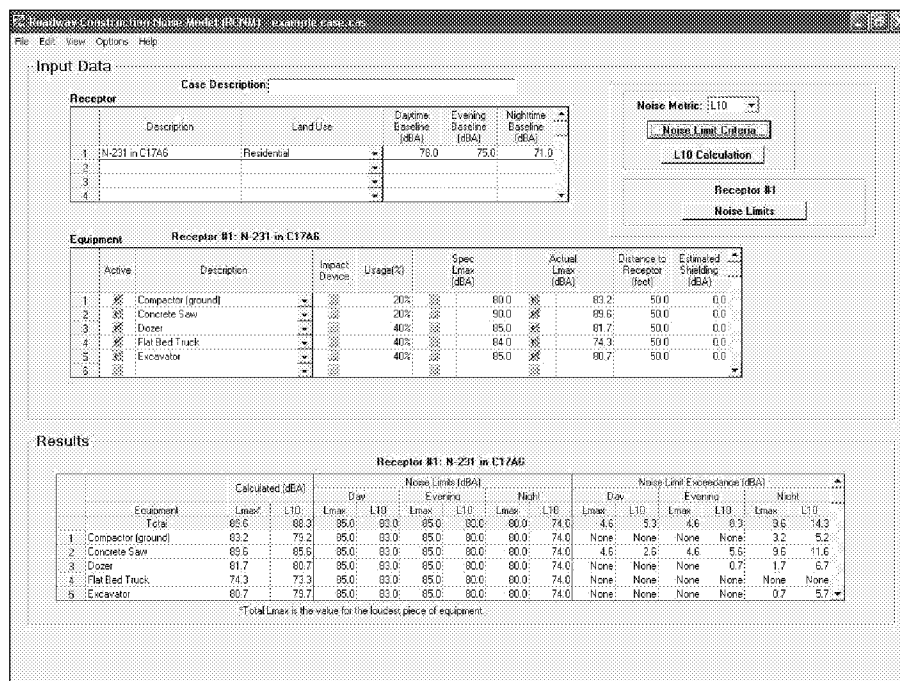 Roadway Construction Noise Model (RCNM) - example case.cas
File Edit View Options Help
Input Data
Case Description:
Receptor
Description Land Use Daytime Baseline (dBA) Evening Baseline (dBA) Nighttime Baseline (dBA)
1 N-231 in C17A6 Residential 78.0 75.0 71.0
2
3
4
Noise Metric: L10
Noise Limit Criteria
L10 Calculation
Receptor #1
Noise Limits
Equipment Receptor #1: N-231 in C17A6
Active Description Impact Device Usage(%) Spec Lmax (dBA) Actual Lmax (dBA) Distance to Receptor (feet) Estimated Shielding (dBA)
1 Compactor (ground) 20% 80.0 83.2 50.0 0.0
2 Concrete Saw 20% 90.0 89.6 50.0 0.0
3 Dozer 40% 85.0 81.7 50.0 0.0
4 Flat Bed Truck 40% 84.0 74.3 50.0 0.0
5 Excavator 40% 85.0 80.7 50.0 0.0
6
Results
Receptor #1: N-231 in C17A6
Calculated (dBA) Noise Limits (dBA) Noise Limit Exceedance (dBA)
Day Evening Night Day Evening Night
Equipment Lmax* L10 Lmax L10 Lmax L10 Lmax L10 Lmax L10 Lmax L10 Lmax L10
Total 89.6 88.3 85.0 83.0 85.0 80.0 80.0 74.0 4.6 5.3 4.6 8.3 9.6 14.3
1 Compactor (ground) 83.2 79.2 85.0 83.0 85.0 80.0 80.0 74.0 None None None None 3.2 5.2
2 Concrete Saw 89.6 85.6 85.0 83.0 85.0 80.0 80.0 74.0 4.6 2.6 4.6 5.6 9.6 11.6
3 Dozer 81.7 80.7 85.0 83.0 85.0 80.0 80.0 74.0 None None None 0.7 1.7 6.7
4 Flat Bed Truck 74.3 73.3 85.0 83.0 85.0 80.0 80.0 74.0 None None None None None None
5 Excavator 80.7 79.7 85.0 83.0 85.0 80.0 80.0 74.0 None None None None 0.7 5.7
*Total Lmax is the value for the loudest piece of equipment.